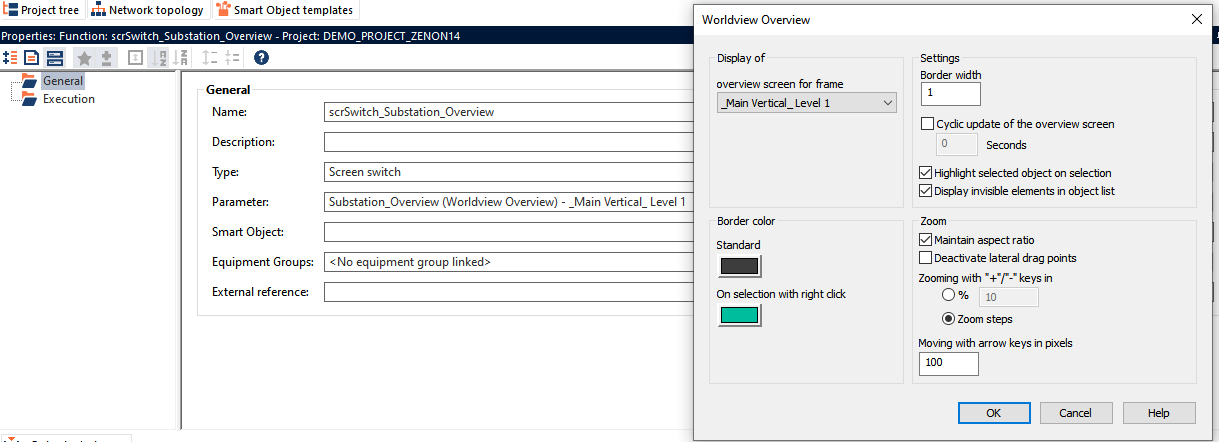 Project tree
Network topology
Smart Object templates
Properties: Function: scrSwitch_Substation_Overview - Project: DEMO_PROJECT_ZENON14
General
Execution
General
Name:
scrSwitch_Substation_Overview
Description:
Type:
Screen switch
Parameter:
Substation_Overview (Worldview Overview) - _Main Vertical_ Level 1
Smart Object:
Equipment Groups:
<No equipment group linked>
External reference:
Worldview Overview
Display of
overview screen for frame
_Main Vertical_ Level 1
Settings
Border width
1
Cyclic update of the overview screen
0
Seconds
Highlight selected object on selection
Display invisible elements in object list
Border color
Standard
On selection with right click
Zoom
Maintain aspect ratio
Deactivate lateral drag points
Zooming with "+"/"-" keys in
%
10
Zoom steps
Moving with arrow keys in pixels
100
OK
Cancel
Help